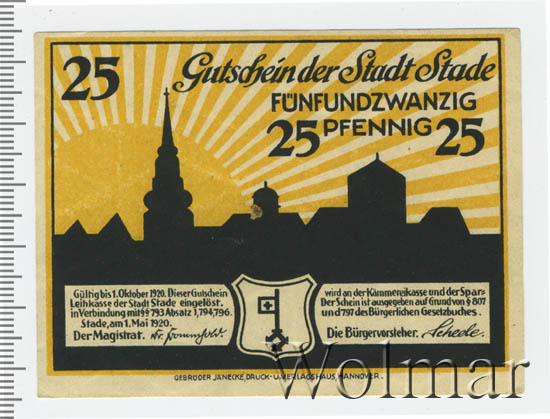 25
Gutschein der Stadt Stade
FÜNFUNDZWANZIG
25 PFENNIG 25
Gültig bis 1. Oktober 1920. Dieser Gutschein
Leihkasse der Stadt Stade eingelöst.
in Verbindung mit §§ 793 Absatz 1, 794, 796.
Stade, am 1. Mai 1920.
Der Magistrat.
wird an der Kämmereikasse und der Spar=
Der Schein ist ausgegeben auf Grund von § 807
und 797 des Bürgerlichen Gesetzbuches.
Die Bürgervorsteher. Schede.
GEBRÜDER JÄNECKE, DRUCK- U. VERLAGSHAUS, HANNOVER.
Wolmar